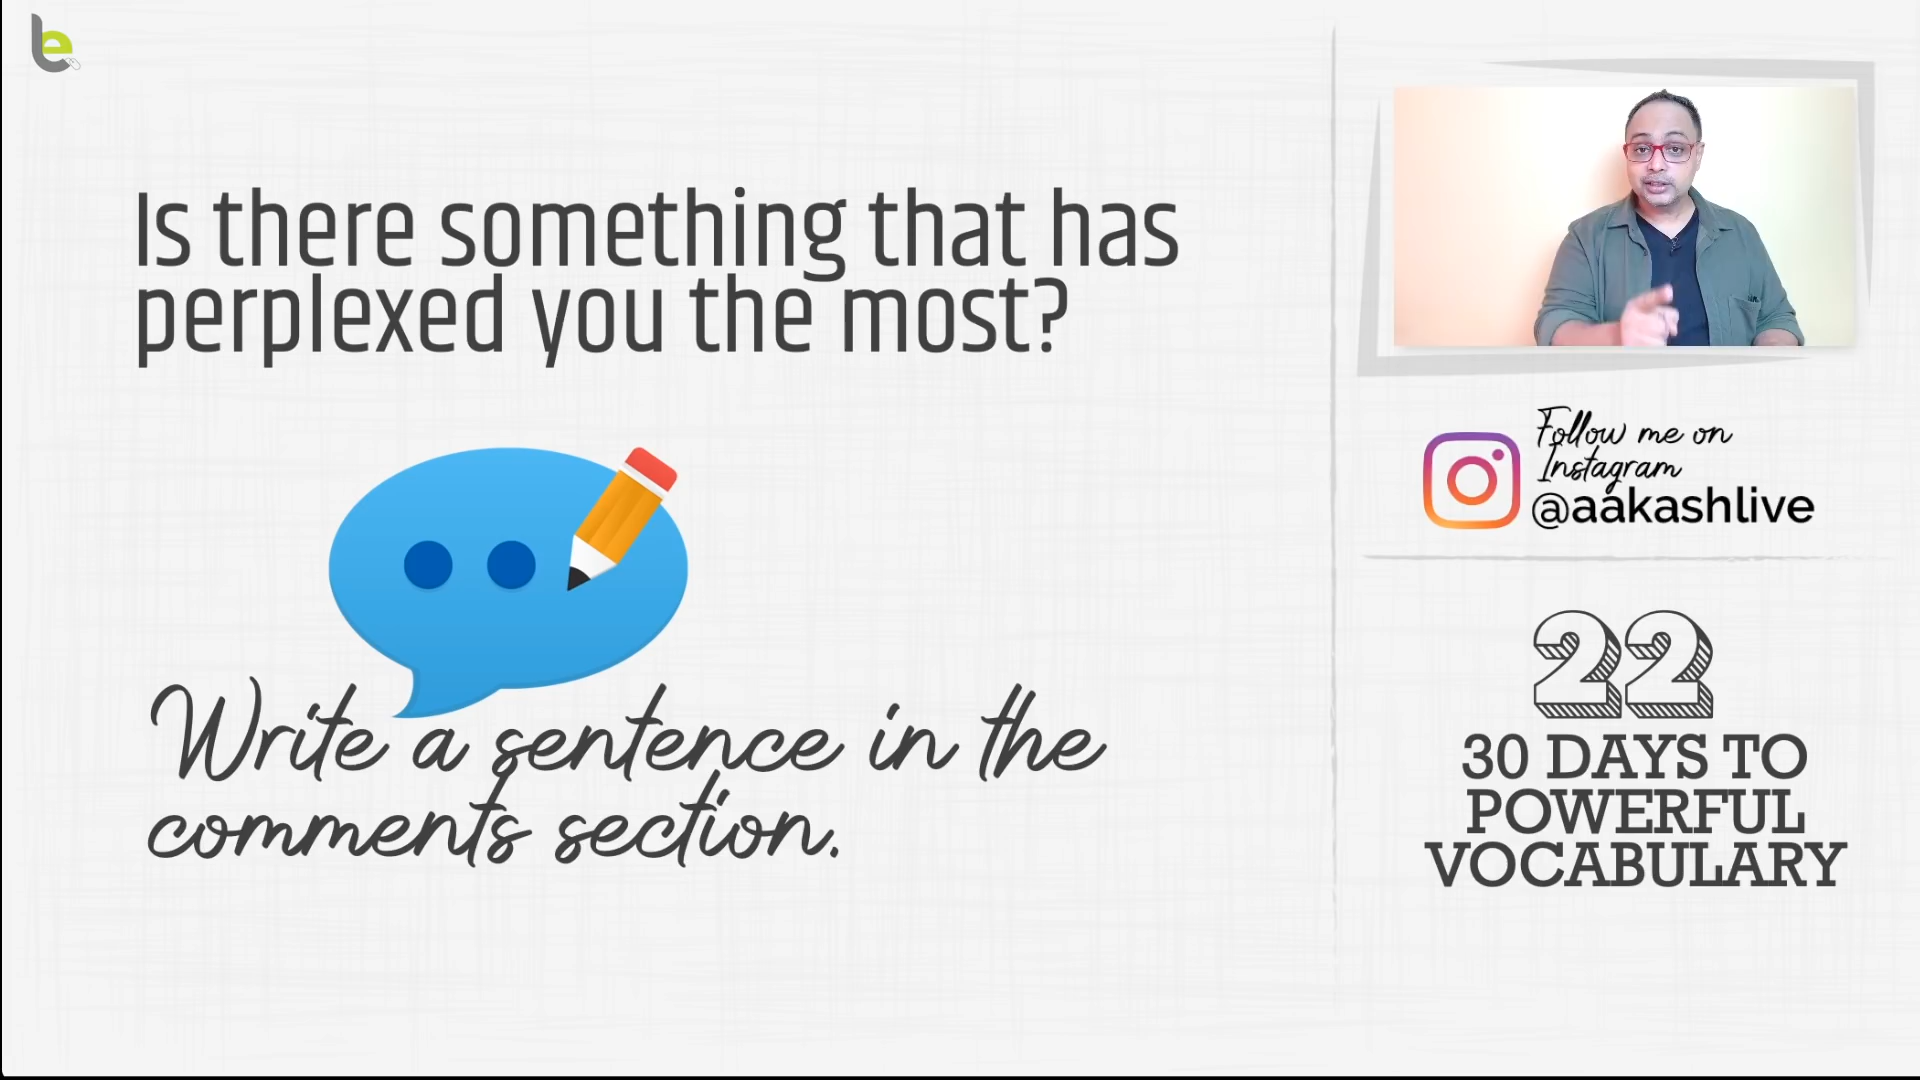 be
Is there something that has
perplexed you the most?
Write a sentence in the
comments section.
Follow me on
Instagram
@aakashlive
22
30 DAYS TO
POWERFUL
VOCABULARY